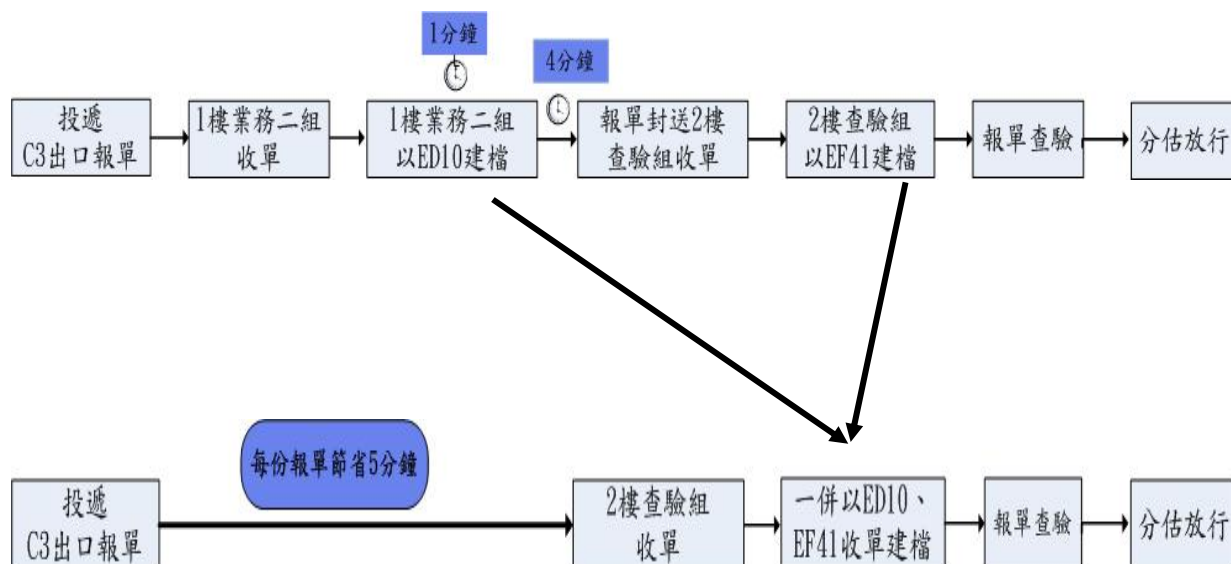 1分鐘
4分鐘
投遞
C3出口報單
1樓業務二組
收單
1樓業務二組
以ED10建檔
報單封送2樓
查驗組收單
2樓查驗組
以EF41建檔
報單查驗
分估放行
每份報單節省5分鐘
投遞
C3出口報單
2樓查驗組
收單
一併以ED10、
EF41收單建檔
報單查驗
分估放行